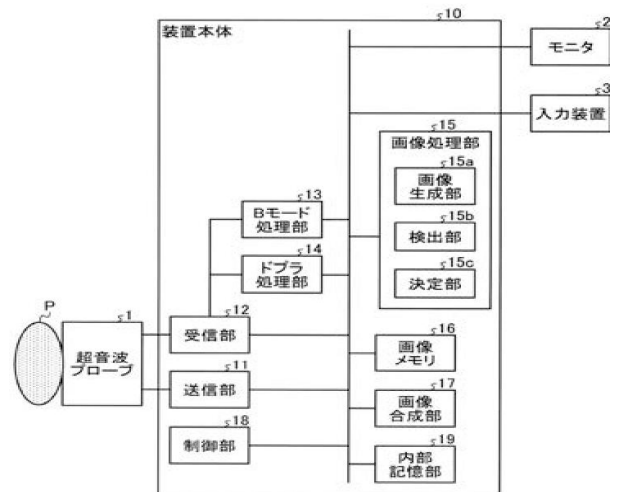 10
装置本体
2
モニタ
3
入力装置
15
画像処理部
15a
画像
生成部
15b
検出部
15c
決定部
13
Bモード
処理部
14
ドプラ
処理部
P
1
超音波
プローブ
12
受信部
11
送信部
18
制御部
16
画像
メモリ
17
画像
合成部
19
内部
記憶部